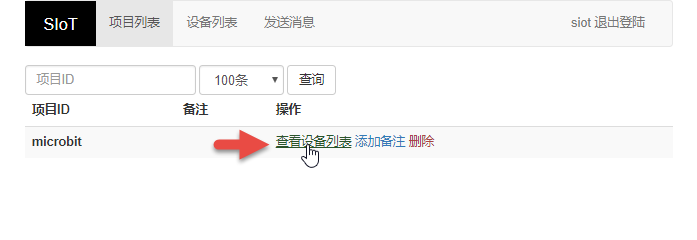 SIoT 项目列表 设备列表 发送消息 siot 退出登陆
项目ID 100条 查询
项目ID 备注 操作
microbit 查看设备列表 添加备注 删除